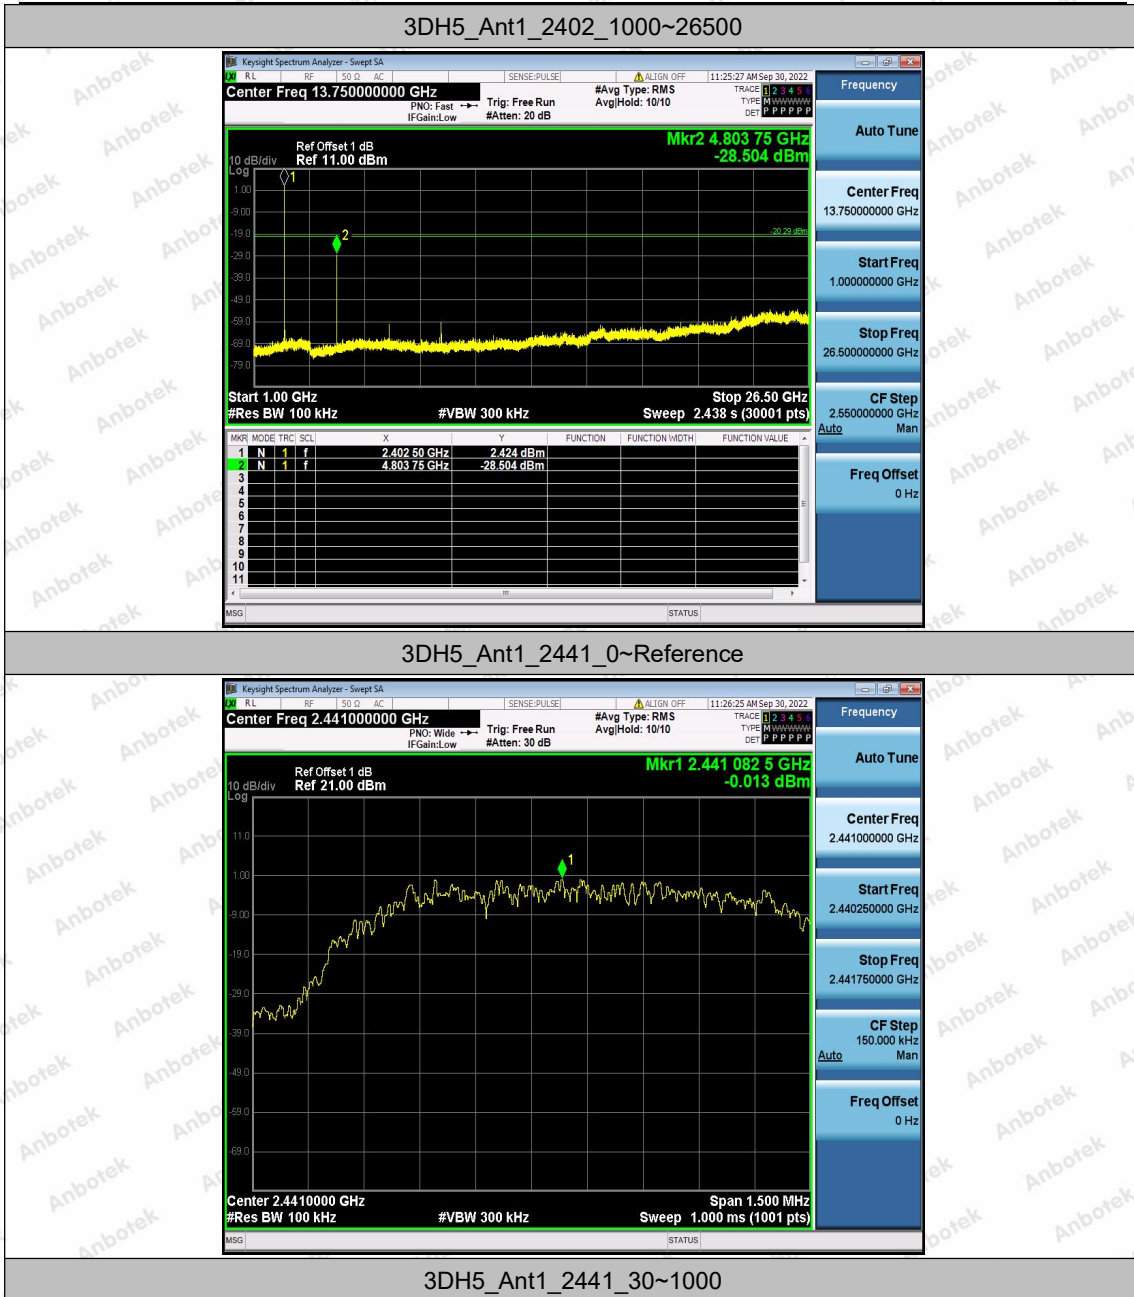 3DH5_Ant1_2402_1000~26500
Keysight Spectrum Analyzer - Swept SA
RL RF 50 Ω AC SENSE:PULSE ALIGN OFF 11:25:27 AM Sep 30, 2022
Center Freq 13.750000000 GHz #Avg Type: RMS TRACE 1 2 3 4 5 6
PNO: Fast Trig: Free Run Avg|Hold: 10/10 TYPE M WWWWW
IFGain:Low #Atten: 20 dB DET P P P P P P
Mkr2 4.803 75 GHz
-28.504 dBm
Ref Offset 1 dB
10 dB/div Ref 11.00 dBm
Log
1
1.00
-9.00
-19.0
2
-20.29 dBm
-29.0
-39.0
-49.0
-59.0
-69.0
-79.0
Start 1.00 GHz Stop 26.50 GHz
#Res BW 100 kHz #VBW 300 kHz Sweep 2.438 s (30001 pts)
MKR MODE TRC SCL X Y FUNCTION FUNCTION WIDTH FUNCTION VALUE
1 N 1 f 2.402 50 GHz 2.424 dBm
2 N 1 f 4.803 75 GHz -28.504 dBm
3
4
5
6
7
8
9
10
11
MSG STATUS
Frequency
Auto Tune
Center Freq
13.750000000 GHz
Start Freq
1.000000000 GHz
Stop Freq
26.500000000 GHz
CF Step
2.550000000 GHz
Auto Man
Freq Offset
0 Hz
3DH5_Ant1_2441_0~Reference
Keysight Spectrum Analyzer - Swept SA
RL RF 50 Ω AC SENSE:PULSE ALIGN OFF 11:26:25 AM Sep 30, 2022
Center Freq 2.441000000 GHz #Avg Type: RMS TRACE 1 2 3 4 5 6
PNO: Wide Trig: Free Run Avg|Hold: 10/10 TYPE M WWWWW
IFGain:Low #Atten: 30 dB DET P P P P P P
Mkr1 2.441 082 5 GHz
-0.013 dBm
Ref Offset 1 dB
10 dB/div Ref 21.00 dBm
Log
11.0
1
1.00
-9.00
-19.0
-29.0
-39.0
-49.0
-59.0
-69.0
Center 2.4410000 GHz Span 1.500 MHz
#Res BW 100 kHz #VBW 300 kHz Sweep 1.000 ms (1001 pts)
MSG STATUS
Frequency
Auto Tune
Center Freq
2.441000000 GHz
Start Freq
2.440250000 GHz
Stop Freq
2.441750000 GHz
CF Step
150.000 kHz
Auto Man
Freq Offset
0 Hz
3DH5_Ant1_2441_30~1000